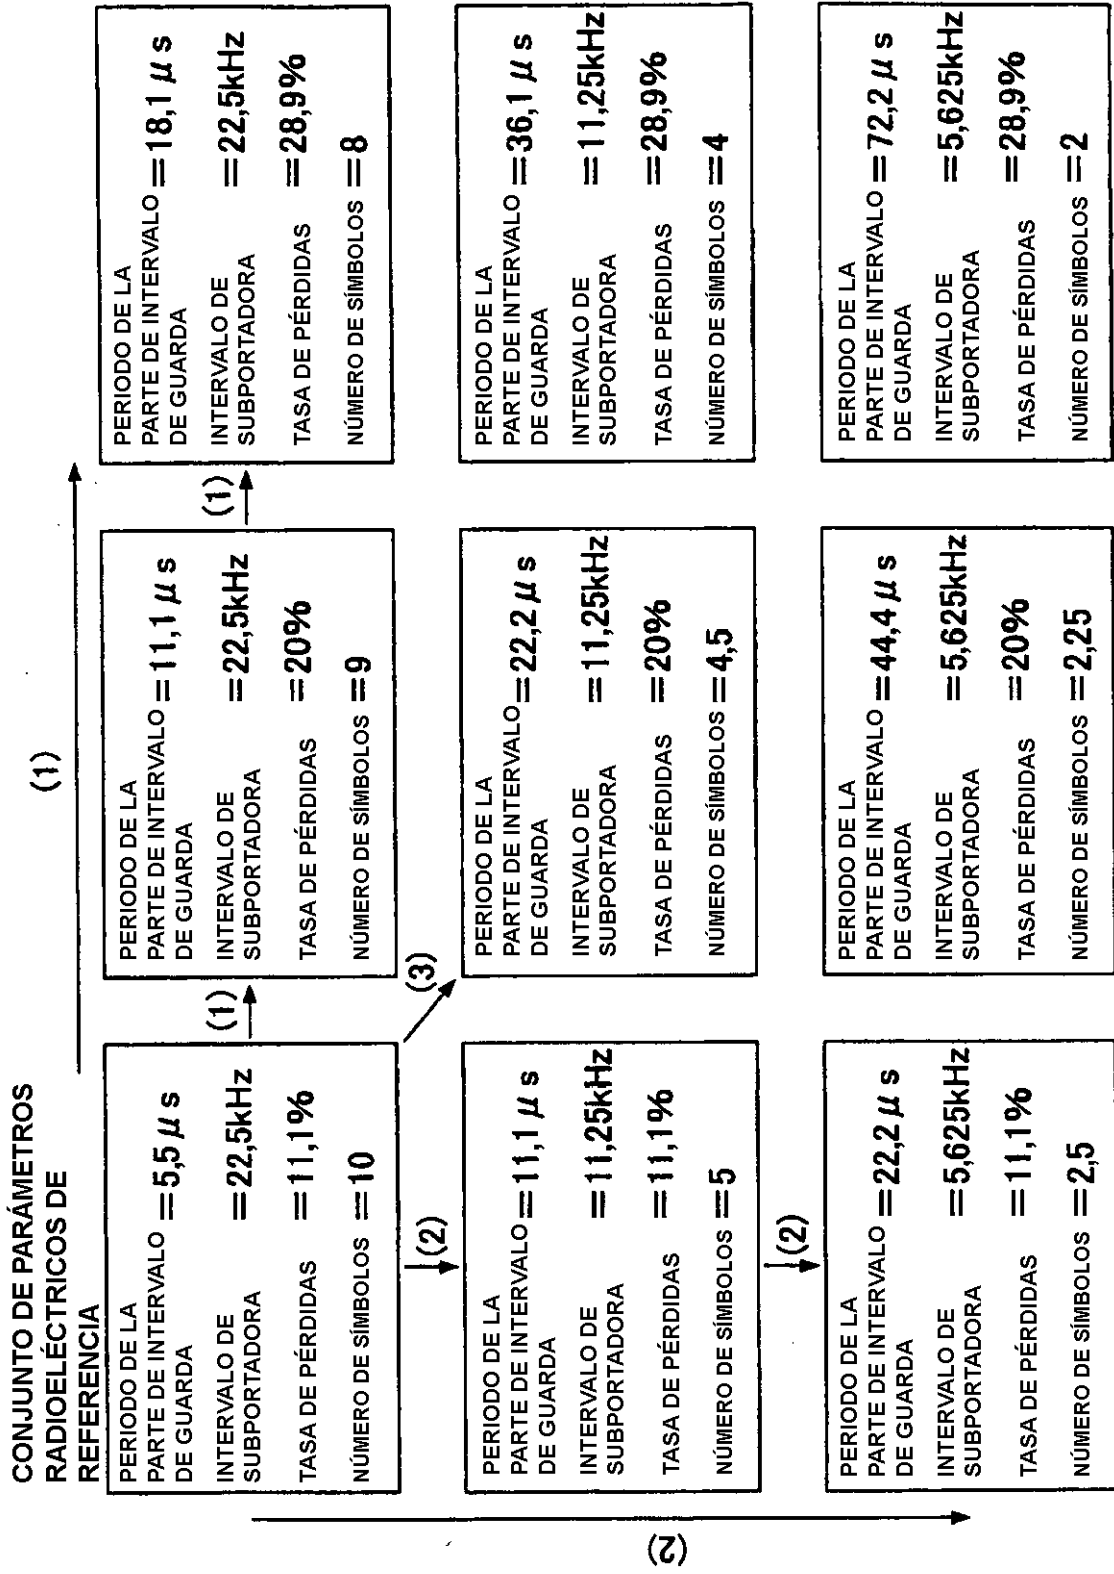 CONJUNTO DE PARÁMETROS
RADIOELÉCTRICOS DE
REFERENCIA
(1)
PERIODO DE LA
PARTE DE INTERVALO =5,5 μs
DE GUARDA
INTERVALO DE
SUBPORTADORA =22,5kHz
TASA DE PÉRDIDAS =11,1%
NÚMERO DE SÍMBOLOS =10
(1)
PERIODO DE LA
PARTE DE INTERVALO =11,1 μs
DE GUARDA
INTERVALO DE
SUBPORTADORA =22,5kHz
TASA DE PÉRDIDAS =20%
NÚMERO DE SÍMBOLOS =9
(1)
PERIODO DE LA
PARTE DE INTERVALO =18,1 μs
DE GUARDA
INTERVALO DE
SUBPORTADORA =22,5kHz
TASA DE PÉRDIDAS =28,9%
NÚMERO DE SÍMBOLOS =8
(2)
(3)
PERIODO DE LA
PARTE DE INTERVALO =11,1 μs
DE GUARDA
INTERVALO DE
SUBPORTADORA =11,25kHz
TASA DE PÉRDIDAS =11,1%
NÚMERO DE SÍMBOLOS =5
PERIODO DE LA
PARTE DE INTERVALO =22,2 μs
DE GUARDA
INTERVALO DE
SUBPORTADORA =11,25kHz
TASA DE PÉRDIDAS =20%
NÚMERO DE SÍMBOLOS =4,5
PERIODO DE LA
PARTE DE INTERVALO =36,1 μs
DE GUARDA
INTERVALO DE
SUBPORTADORA =11,25kHz
TASA DE PÉRDIDAS =28,9%
NÚMERO DE SÍMBOLOS =4
(2)
(2)
PERIODO DE LA
PARTE DE INTERVALO =22,2 μs
DE GUARDA
INTERVALO DE
SUBPORTADORA =5,625kHz
TASA DE PÉRDIDAS =11,1%
NÚMERO DE SÍMBOLOS =2,5
PERIODO DE LA
PARTE DE INTERVALO =44,4 μs
DE GUARDA
INTERVALO DE
SUBPORTADORA =5,625kHz
TASA DE PÉRDIDAS =20%
NÚMERO DE SÍMBOLOS =2,25
PERIODO DE LA
PARTE DE INTERVALO =72,2 μs
DE GUARDA
INTERVALO DE
SUBPORTADORA =5,625kHz
TASA DE PÉRDIDAS =28,9%
NÚMERO DE SÍMBOLOS =2